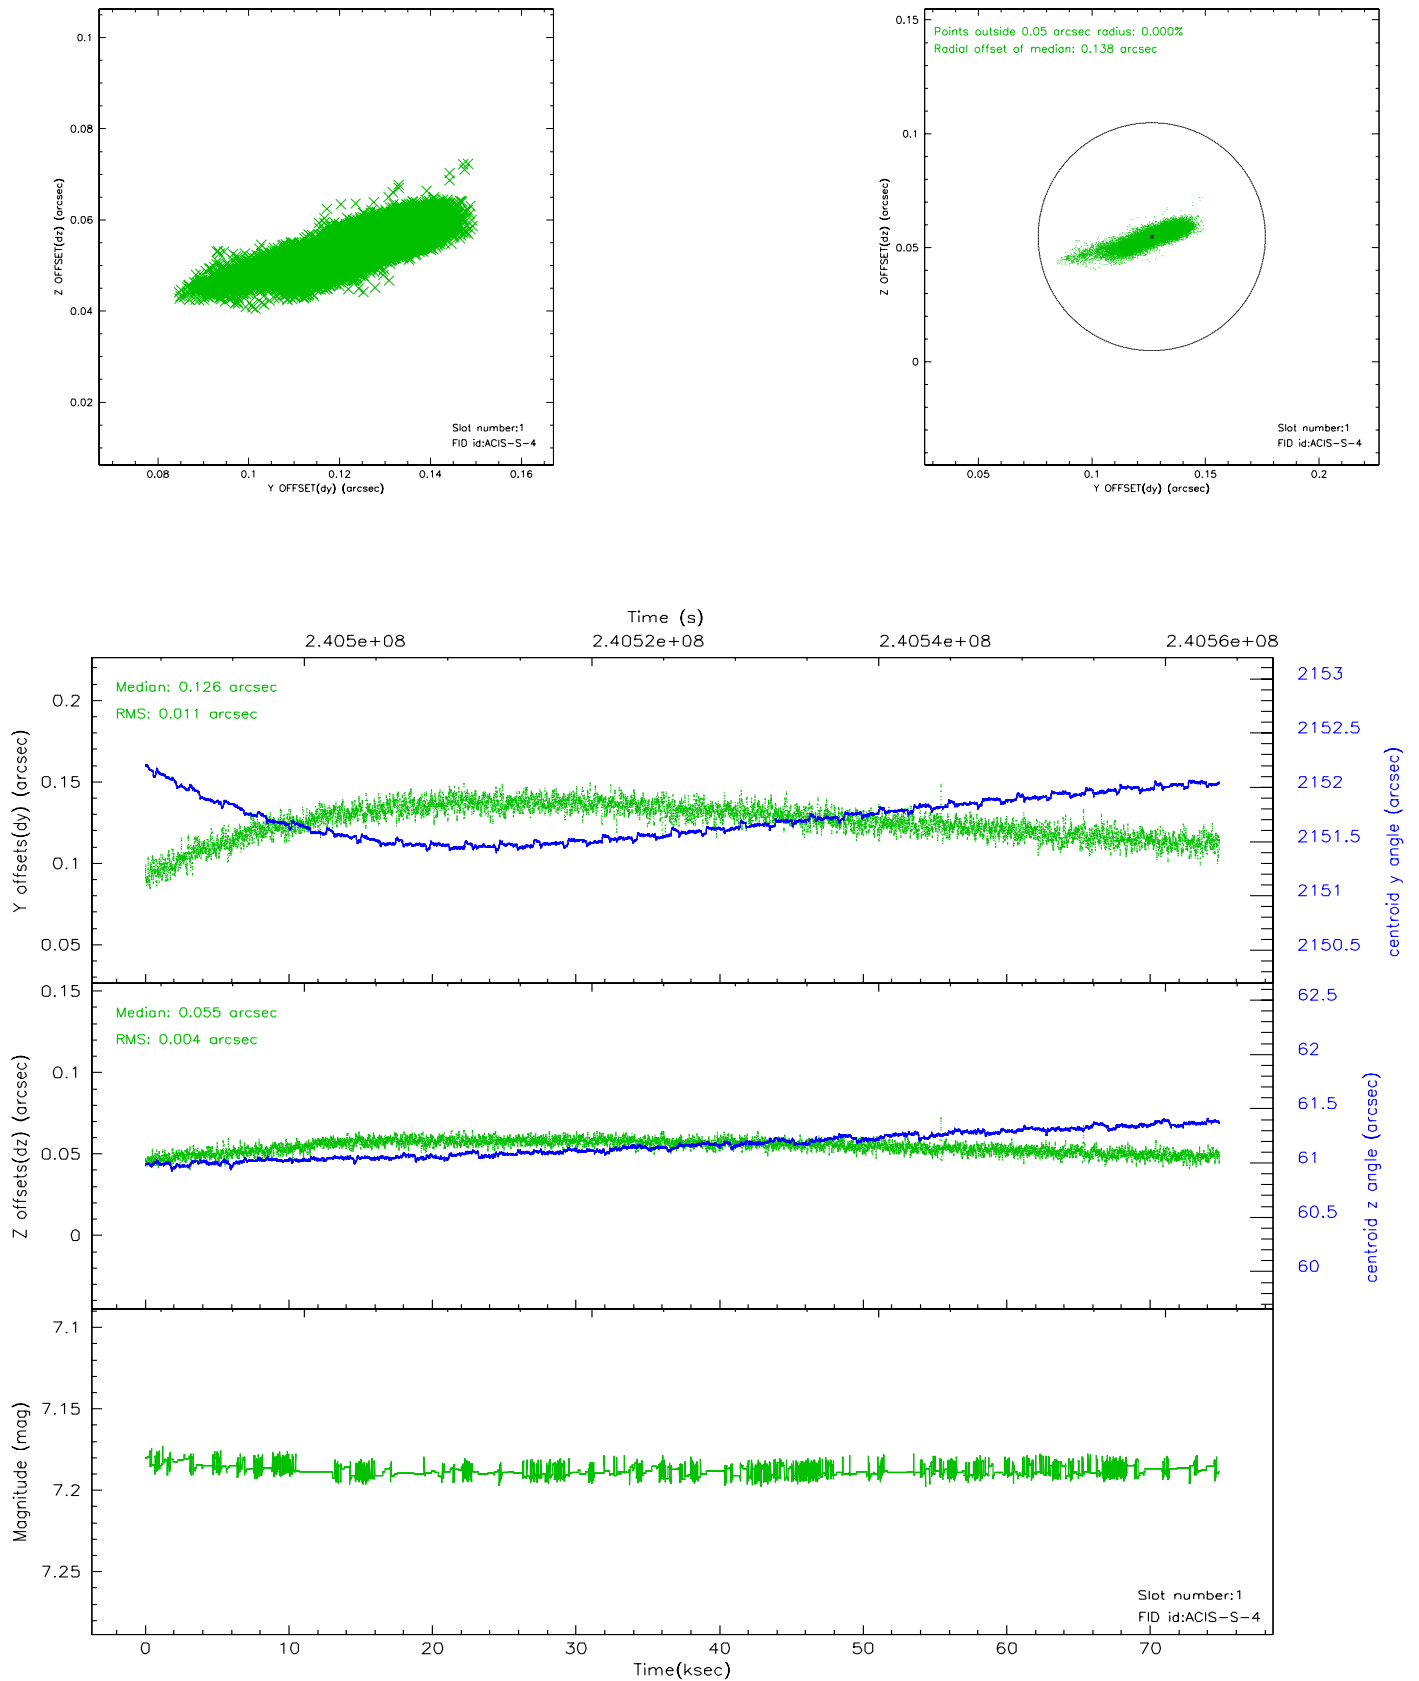 0.1
0.08
0.06
0.04
0.02
Z OFFSET(dz) (arcsec)
Slot number:1
FID id:ACIS-S-4
0.08 0.1 0.12 0.14 0.16
Y OFFSET(dy) (arcsec)
Points outside 0.05 arcsec radius: 0.000%
Radial offset of median: 0.138 arcsec
0.15
0.1
0.05
0
Z OFFSET(dz) (arcsec)
Slot number:1
FID id:ACIS-S-4
0.05 0.1 0.15 0.2
Y OFFSET(dy) (arcsec)
Time (s)
2.405e+08 2.4052e+08 2.4054e+08 2.4056e+08
Median: 0.126 arcsec
RMS: 0.011 arcsec
0.2
0.15
0.1
0.05
Y offsets(dy) (arcsec)
2153
2152.5
2152
2151.5
2151
2150.5
centroid y angle (arcsec)
Median: 0.055 arcsec
RMS: 0.004 arcsec
0.15
0.1
0.05
0
Z offsets(dz) (arcsec)
62.5
62
61.5
61
60.5
60
centroid z angle (arcsec)
7.1
7.15
7.2
7.25
Magnitude (mag)
Slot number:1
FID id:ACIS-S-4
0 10 20 30 40 50 60 70
Time(ksec)